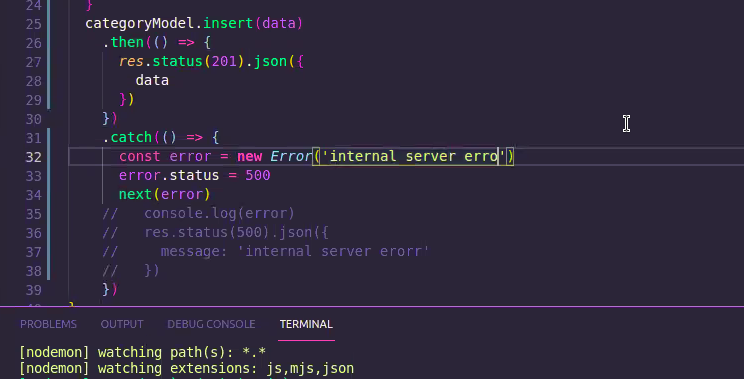 24 }
25 categoryModel.insert(data)
26 .then(() => {
27 res.status(201).json({
28 data
29 })
30 })
31 .catch(() => {
32 const error = new Error('internal server erro')
33 error.status = 500
34 next(error)
35 // console.log(error)
36 // res.status(500).json({
37 // message: 'internal server erorr'
38 // })
39 })
PROBLEMS OUTPUT DEBUG CONSOLE TERMINAL
[nodemon] watching path(s): *.*
[nodemon] watching extensions: js,mjs,json